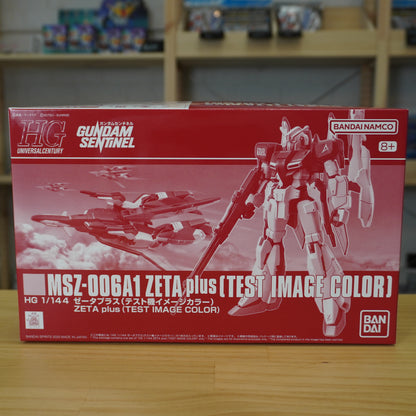 HG
UNIVERSAL CENTURY
ガンダムセンチネル
GUNDAM
SENTINEL
BANDAI NAMCO
8+
MSZ-006A1 ZETA plus [TEST IMAGE COLOR]
HG 1/144 ゼータプラス(テスト機イメージカラー)
ZETA plus (TEST IMAGE COLOR)
BAN
DAI